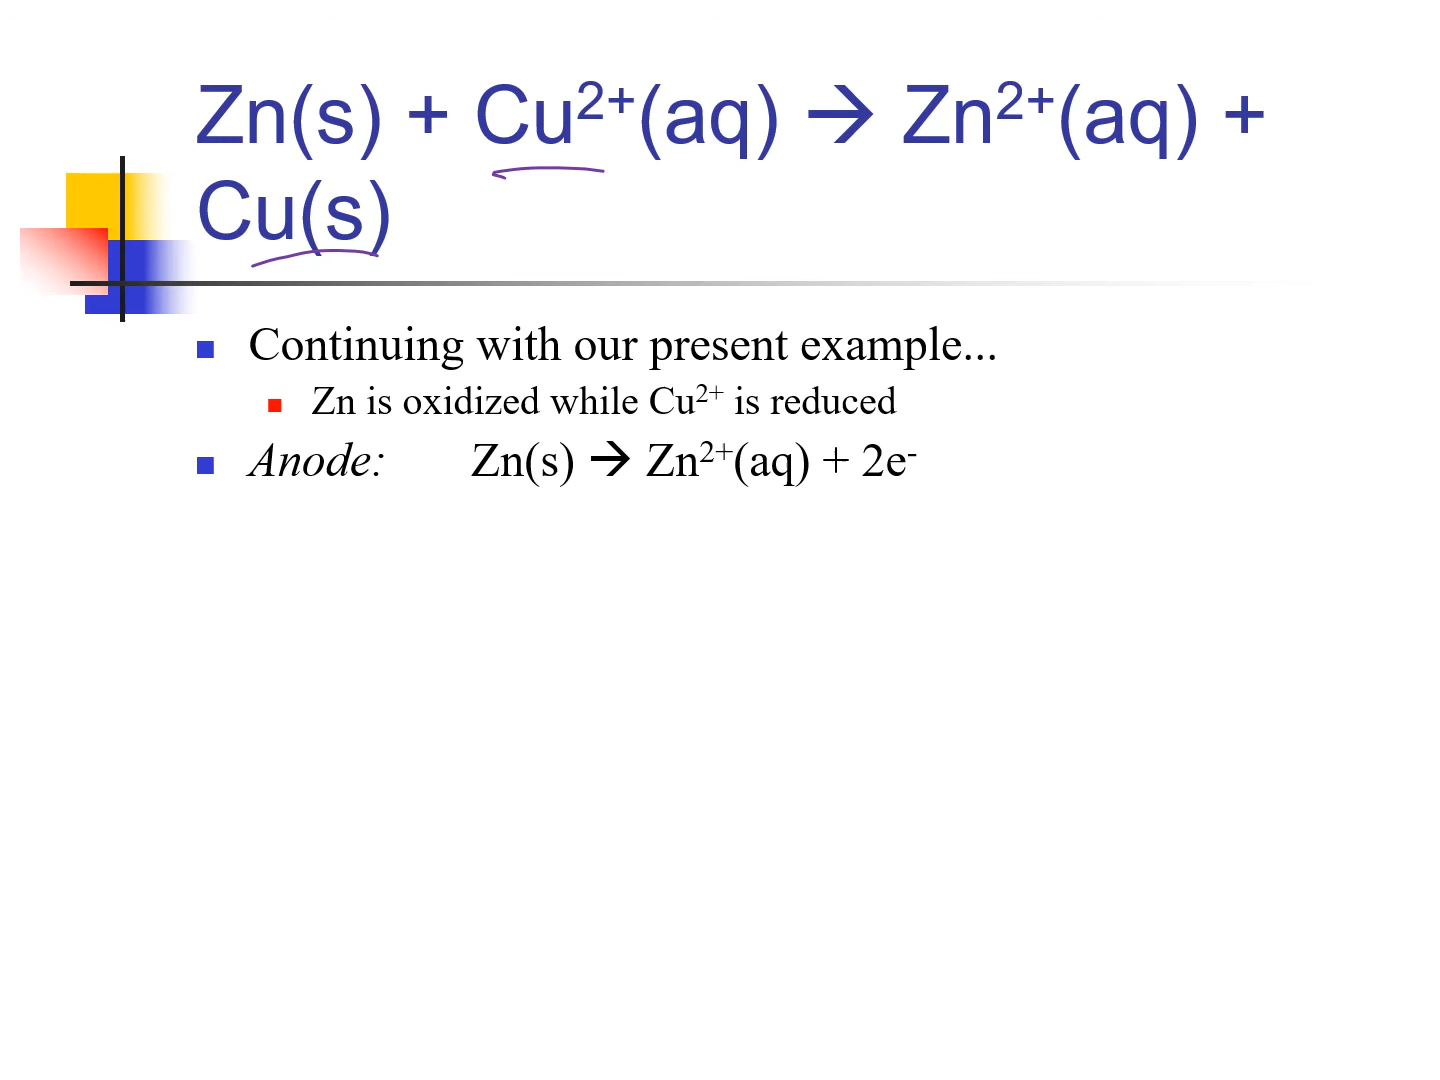 Zn(s) + Cu²⁺(aq) → Zn²⁺(aq) +
Cu(s)
Continuing with our present example...
Zn is oxidized while Cu²⁺ is reduced
Anode: Zn(s) → Zn²⁺(aq) + 2e⁻